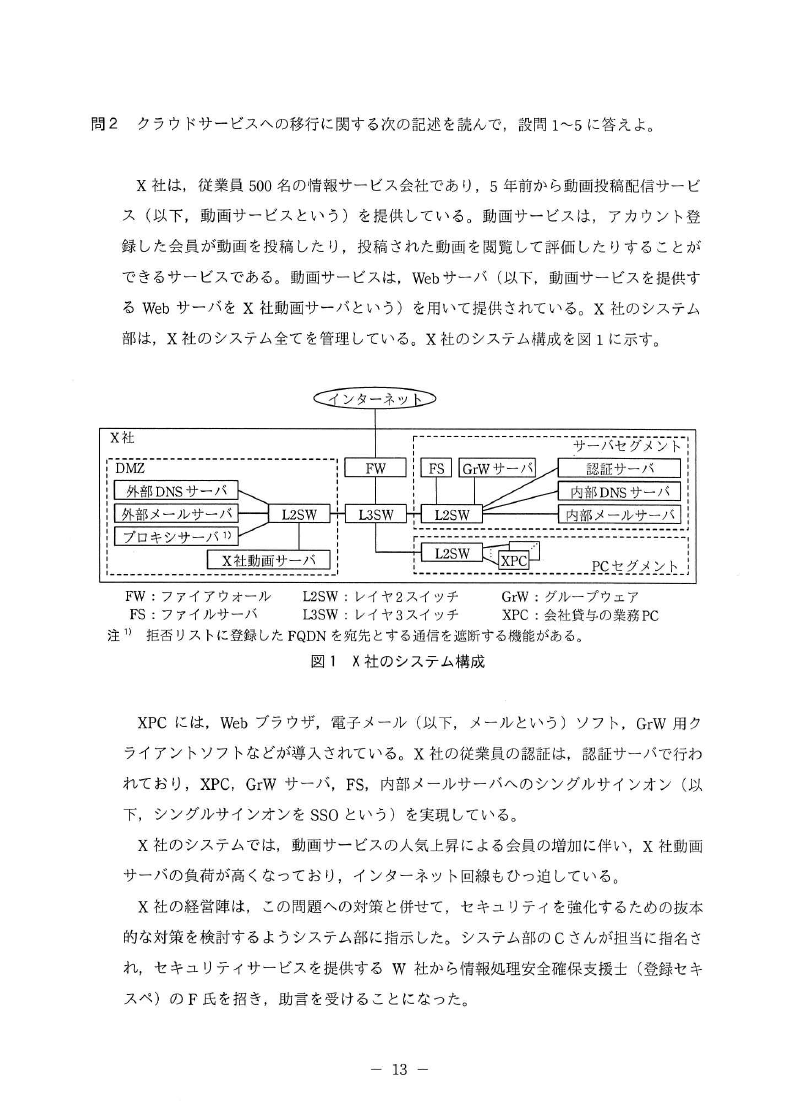 問2　クラウドサービスへの移行に関する次の記述を読んで，設問1～5に答えよ。
X社は，従業員500名の情報サービス会社であり，5年前から動画投稿配信サービ
ス（以下，動画サービスという）を提供している。動画サービスは，アカウント登
録した会員が動画を投稿したり，投稿された動画を閲覧して評価したりすることが
できるサービスである。動画サービスは，Webサーバ（以下，動画サービスを提供す
る Web サーバを X 社動画サーバという）を用いて提供されている。X 社のシステム
部は，X社のシステム全てを管理している。X社のシステム構成を図1に示す。
インターネット
X社
サーバセグメント
DMZ
FW
FS
GrWサーバ
認証サーバ
外部DNSサーバ
内部DNSサーバ
外部メールサーバ
L2SW
L3SW
L2SW
内部メールサーバ
プロキシサーバ 1)
X社動画サーバ
L2SW
XPC
PCセグメント
FW：ファイアウォール　L2SW：レイヤ2スイッチ　GrW：グループウェア
FS：ファイルサーバ　L3SW：レイヤ3スイッチ　XPC：会社貸与の業務PC
注 1)　拒否リストに登録したFQDNを宛先とする通信を遮断する機能がある。
図1　X社のシステム構成
XPC には，Web ブラウザ，電子メール（以下，メールという）ソフト，GrW 用ク
ライアントソフトなどが導入されている。X 社の従業員の認証は，認証サーバで行わ
れており，XPC，GrW サーバ，FS，内部メールサーバへのシングルサインオン（以
下，シングルサインオンを SSO という）を実現している。
X 社のシステムでは，動画サービスの人気上昇による会員の増加に伴い，X 社動画
サーバの負荷が高くなっており，インターネット回線もひっ迫している。
X 社の経営陣は，この問題への対策と併せて，セキュリティを強化するための抜本
的な対策を検討するようシステム部に指示した。システム部のCさんが担当に指名さ
れ，セキュリティサービスを提供する W 社から情報処理安全確保支援士（登録セキ
スペ）のF氏を招き，助言を受けることになった。
－ 13 －